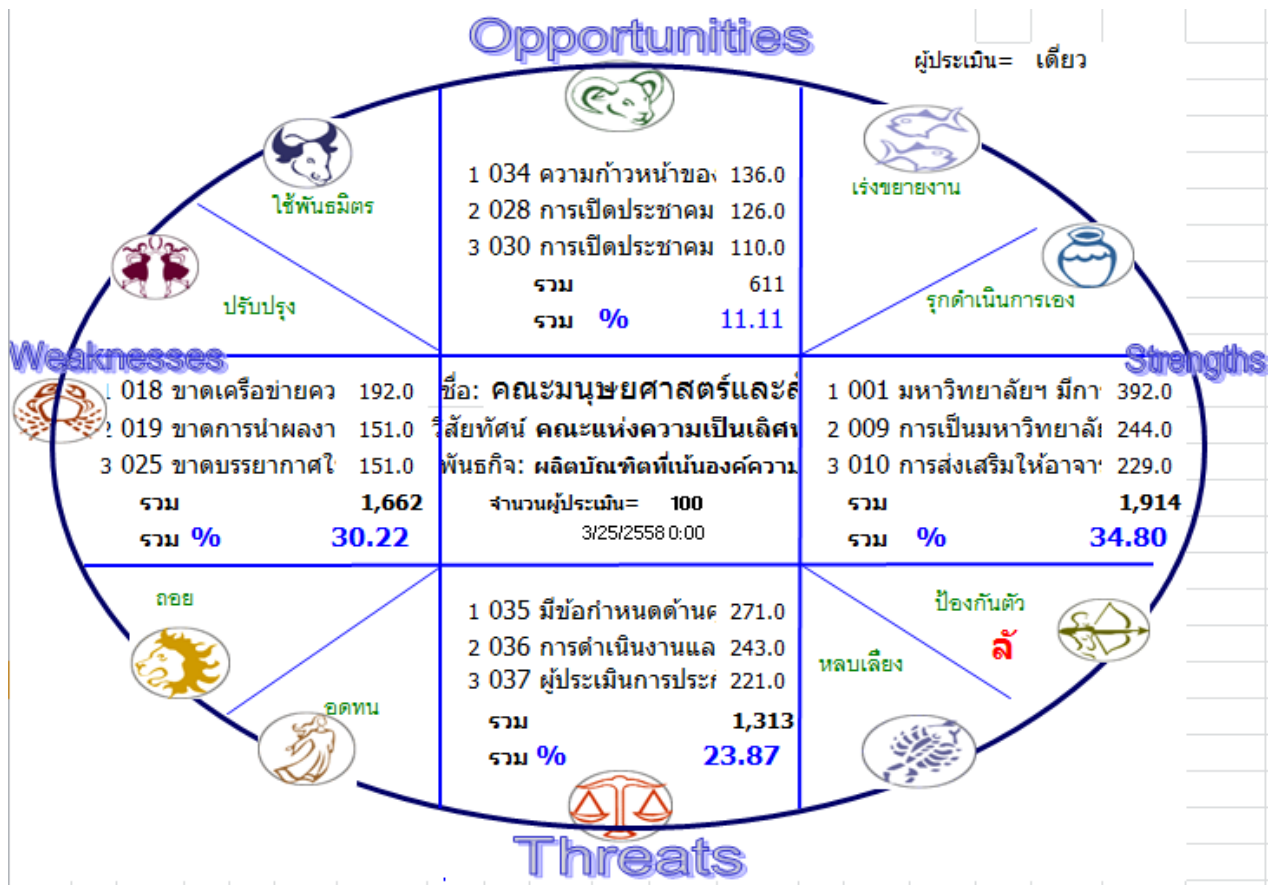 Opportunities
ผู้ประเมิน= เดี่ยว
1 034 ความก้าวหน้าของ 136.0
2 028 การเปิดประชาคม 126.0
3 030 การเปิดประชาคม 110.0
รวม 611
รวม % 11.11
ใช้พันธมิตร
ปรับปรุง
เร่งขยายงาน
รุกดำเนินการเอง
Weaknesses
1 018 ขาดเครือข่ายคว 192.0
2 019 ขาดการนำผลงา 151.0
3 025 ขาดบรรยากาศใ 151.0
รวม 1,662
รวม % 30.22
ชื่อ: คณะมนุษยศาสตร์และสั
วิสัยทัศน์ คณะแห่งความเป็นเลิศท
พันธกิจ: ผลิตบัณฑิตที่เน้นองค์ความ
จำนวนผู้ประเมิน= 100
3/25/2558 0:00
Strengths
1 001 มหาวิทยาลัยฯ มีกา 392.0
2 009 การเป็นมหาวิทยาลั 244.0
3 010 การส่งเสริมให้อาจา 229.0
รวม 1,914
รวม % 34.80
ถอย
อดทน
1 035 มีข้อกำหนดด้านค 271.0
2 036 การดำเนินงานแล 243.0
3 037 ผู้ประเมินการประก 221.0
รวม 1,313
รวม % 23.87
ป้องกันตัว
ลั
หลบเลี่ยง
Threats